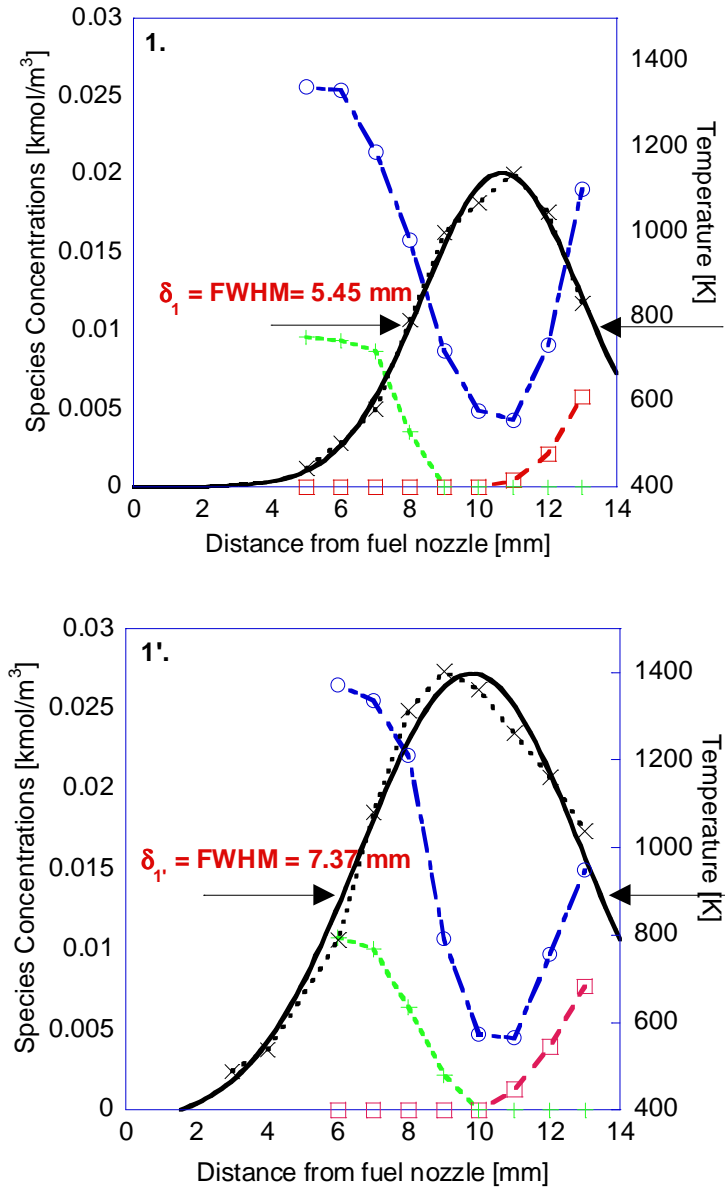 1.
Species Concentrations [kmol/m³]
0.03
0.025
0.02
0.015
0.01
0.005
0
1400
1200
1000
800
600
400
Temperature [K]
δ₁ = FWHM= 5.45 mm
0 2 4 6 8 10 12 14
Distance from fuel nozzle [mm]
1'.
Species Concentrations [kmol/m³]
0.03
0.025
0.02
0.015
0.01
0.005
0
1400
1200
1000
800
600
400
Temperature [K]
δ₁' = FWHM = 7.37 mm
0 2 4 6 8 10 12 14
Distance from fuel nozzle [mm]